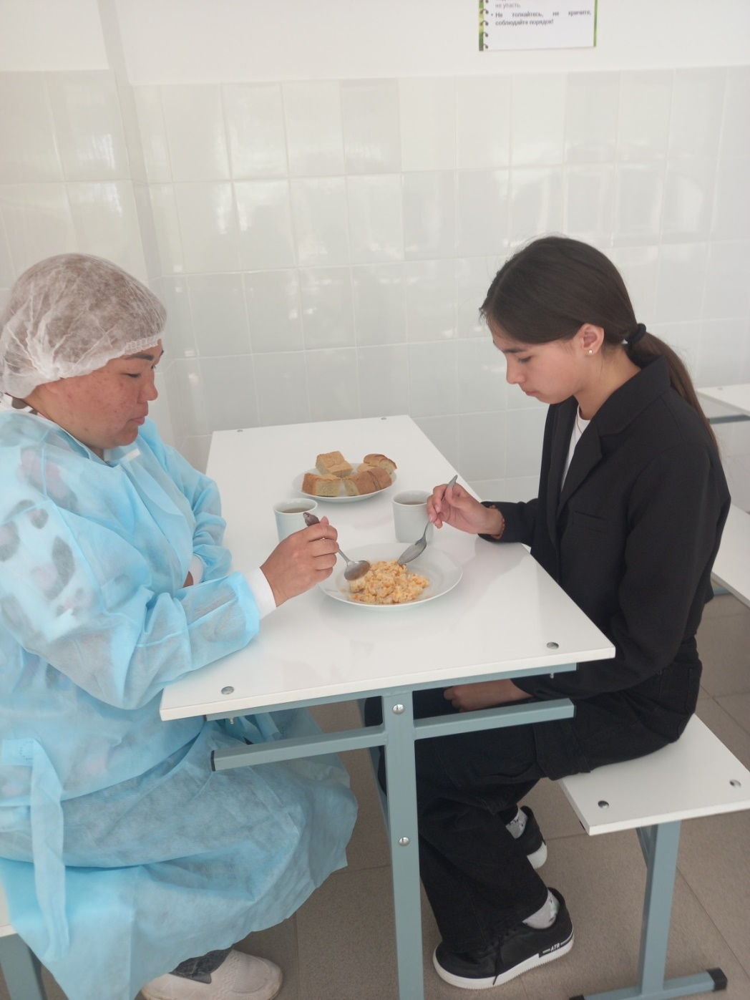 не упасть.
• Не толкайтесь, не кричите,
соблюдайте порядок!